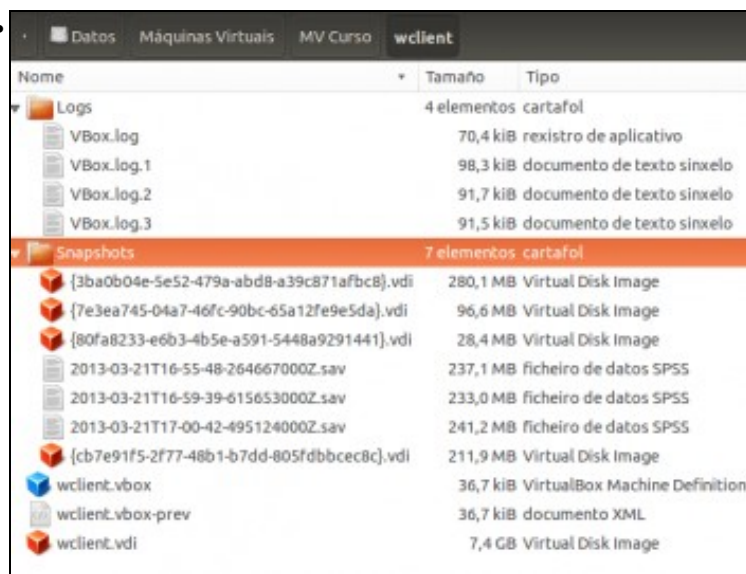 Datos Máquinas Virtuais MV Curso wclient
Nome Tamaño Tipo
Logs 4 elementos cartafol
VBox.log 70,4 kiB rexistro de aplicativo
VBox.log.1 98,3 kiB documento de texto sinxelo
VBox.log.2 91,7 kiB documento de texto sinxelo
VBox.log.3 91,5 kiB documento de texto sinxelo
Snapshots 7 elementos cartafol
{3ba0b04e-5e52-479a-abd8-a39c871afbc8}.vdi 280,1 MB Virtual Disk Image
{7e3ea745-04a7-46fc-90bc-65a12fe9e5da}.vdi 96,6 MB Virtual Disk Image
{80fa8233-e6b3-4b5e-a591-5448a9291441}.vdi 28,4 MB Virtual Disk Image
2013-03-21T16-55-48-264667000Z.sav 237,1 MB ficheiro de datos SPSS
2013-03-21T16-59-39-615653000Z.sav 233,0 MB ficheiro de datos SPSS
2013-03-21T17-00-42-495124000Z.sav 241,2 MB ficheiro de datos SPSS
{cb7e91f5-2f77-48b1-b7dd-805fdbbcec8c}.vdi 211,9 MB Virtual Disk Image
wclient.vbox 36,7 kiB VirtualBox Machine Definition
wclient.vbox-prev 36,7 kiB documento XML
wclient.vdi 7,4 GB Virtual Disk Image